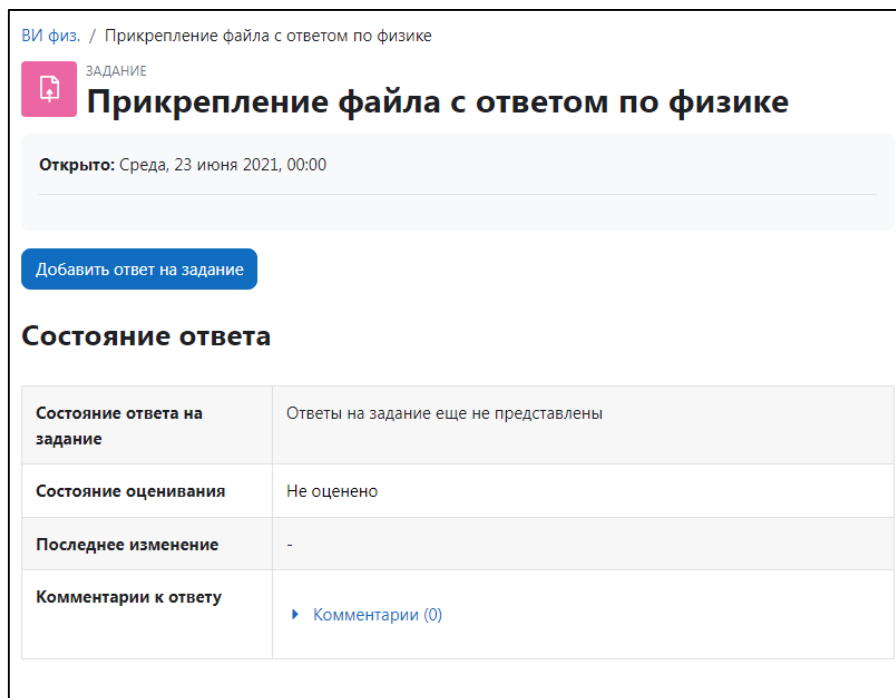 ВИ физ. / Прикрепление файла с ответом по физике
ЗАДАНИЕ
Прикрепление файла с ответом по физике
Открыто: Среда, 23 июня 2021, 00:00
Добавить ответ на задание
Состояние ответа
Состояние ответа на
задание
Ответы на задание еще не представлены
Состояние оценивания
Не оценено
Последнее изменение
-
Комментарии к ответу
Комментарии (0)